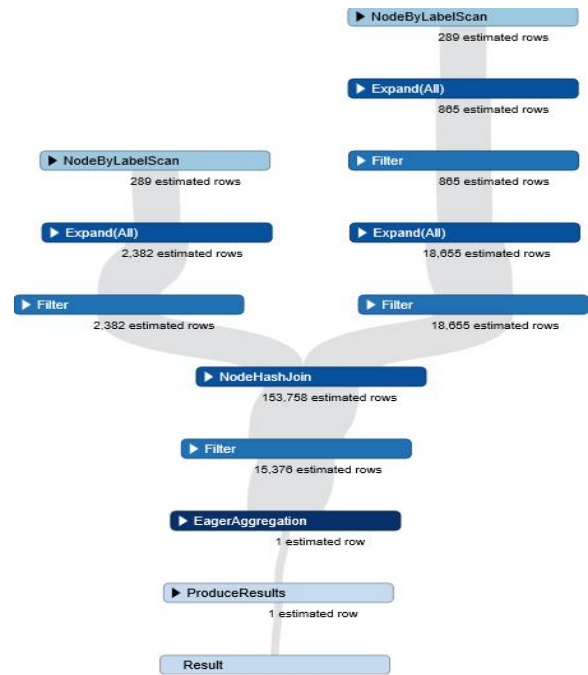 NodeByLabelScan
289 estimated rows
Expand(All)
865 estimated rows
NodeByLabelScan
289 estimated rows
Filter
865 estimated rows
Expand(All)
2,382 estimated rows
Expand(All)
18,655 estimated rows
Filter
2,382 estimated rows
Filter
18,655 estimated rows
NodeHashJoin
153,758 estimated rows
Filter
15,376 estimated rows
EagerAggregation
1 estimated row
ProduceResults
1 estimated row
Result